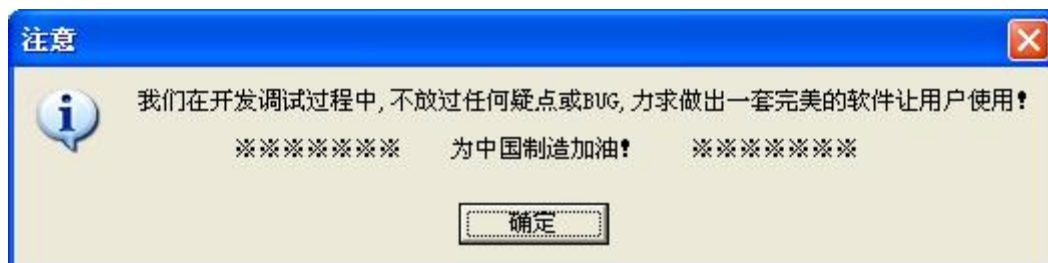 注意
我们在开发调试过程中,不放过任何疑点或BUG,力求做出一套完美的软件让用户使用!
※※※※※※※ 为中国制造加油! ※※※※※※※
确定